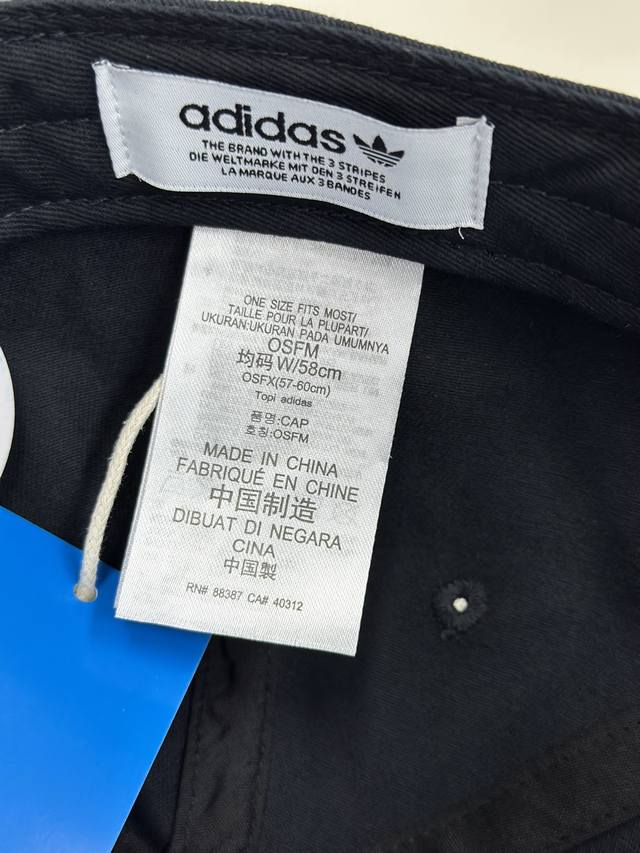 adidas
THE BRAND WITH THE 3 STRIPES
DIE WELTMARKE MIT DEN 3 STREIFEN
LA MARQUE AUX 3 BANDES
ONE SIZE FITS MOST/
TAILLE POUR LA PLUPART/
UKURAN:UKURAN PADA UMUMNYA
OSFM
均码 W/58cm
OSFX(57-60cm)
Topi adidas
품명:CAP
호칭:OSFM
MADE IN CHINA
FABRIQUÉ EN CHINE
中国制造
DIBUAT DI NEGARA
CINA
中国製
RN# 88387 CA# 40312